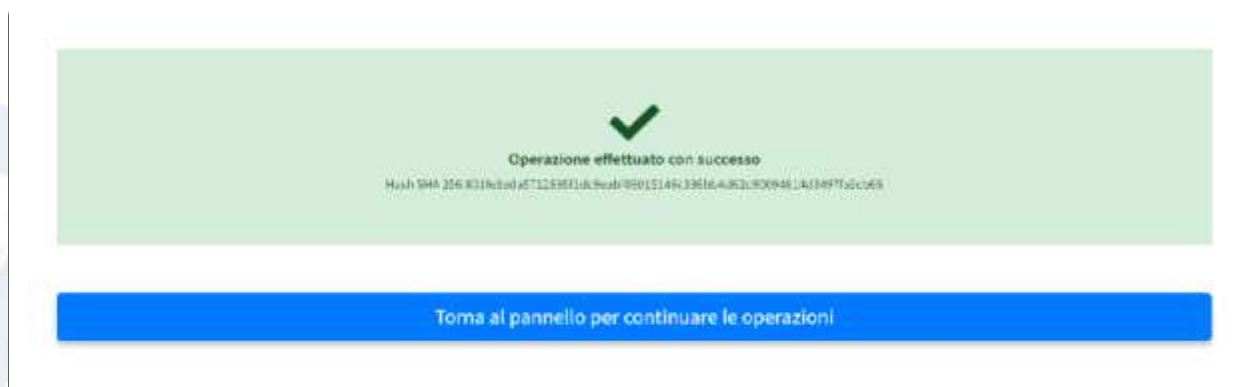 Operazione effettuato con successo
Hash SHA 256
Torna al pannello per continuare le operazioni